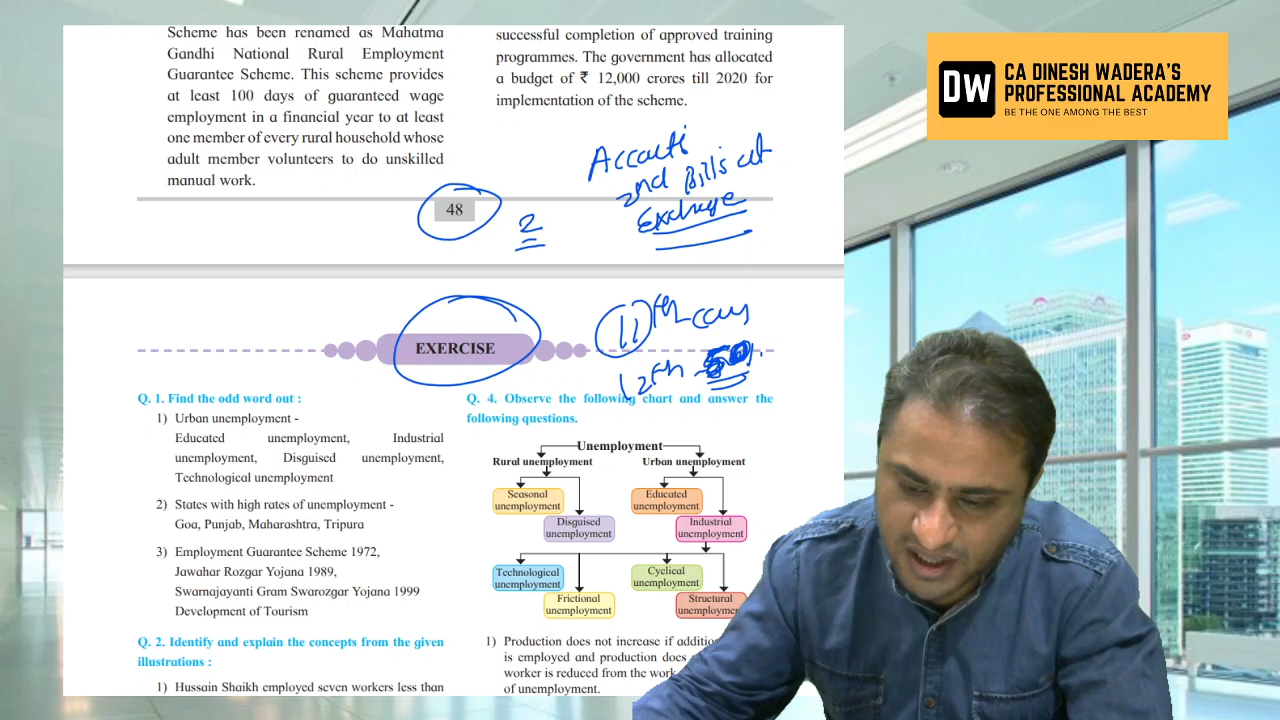 Scheme has been renamed as Mahatma
Gandhi National Rural Employment
Guarantee Scheme. This scheme provides
at least 100 days of guaranteed wage
employment in a financial year to at least
one member of every rural household whose
adult member volunteers to do unskilled
manual work.
successful completion of approved training
programmes. The government has allocated
a budget of ₹ 12,000 crores till 2020 for
implementation of the scheme.
48
2
2nd Bills
Exchange
DW
CA DINESH WADERA'S
PROFESSIONAL ACADEMY
BE THE ONE AMONG THE BEST
EXERCISE
11th
12th 50%
Q. 1. Find the odd word out :
1) Urban unemployment -
Educated unemployment, Industrial
unemployment, Disguised unemployment,
Technological unemployment
2) States with high rates of unemployment -
Goa, Punjab, Maharashtra, Tripura
3) Employment Guarantee Scheme 1972,
Jawahar Rozgar Yojana 1989,
Swarnajayanti Gram Swarozgar Yojana 1999
Development of Tourism
Q. 2. Identify and explain the concepts from the given
illustrations :
1) Hussain Shaikh employed seven workers less than
Q. 4. Observe the following chart and answer the
following questions.
Unemployment
Rural unemployment
Urban unemployment
Seasonal
unemployment
Educated
unemployment
Disguised
unemployment
Industrial
unemployment
Technological
unemployment
Cyclical
unemployment
Frictional
unemployment
Structural
unemploymen
1) Production does not increase if additio
is employed and production does
worker is reduced from the work
of unemployment.